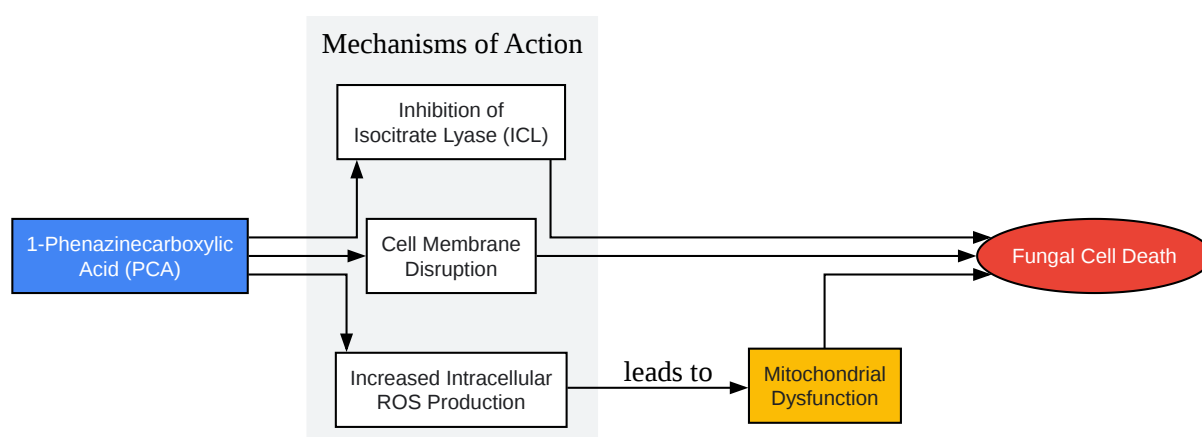 Mechanisms of Action
Inhibition of
Isocitrate Lyase (ICL)
1-Phenazinecarboxylic
Acid (PCA)
Cell Membrane
Disruption
Fungal Cell Death
Increased Intracellular
ROS Production
leads to
Mitochondrial
Dysfunction